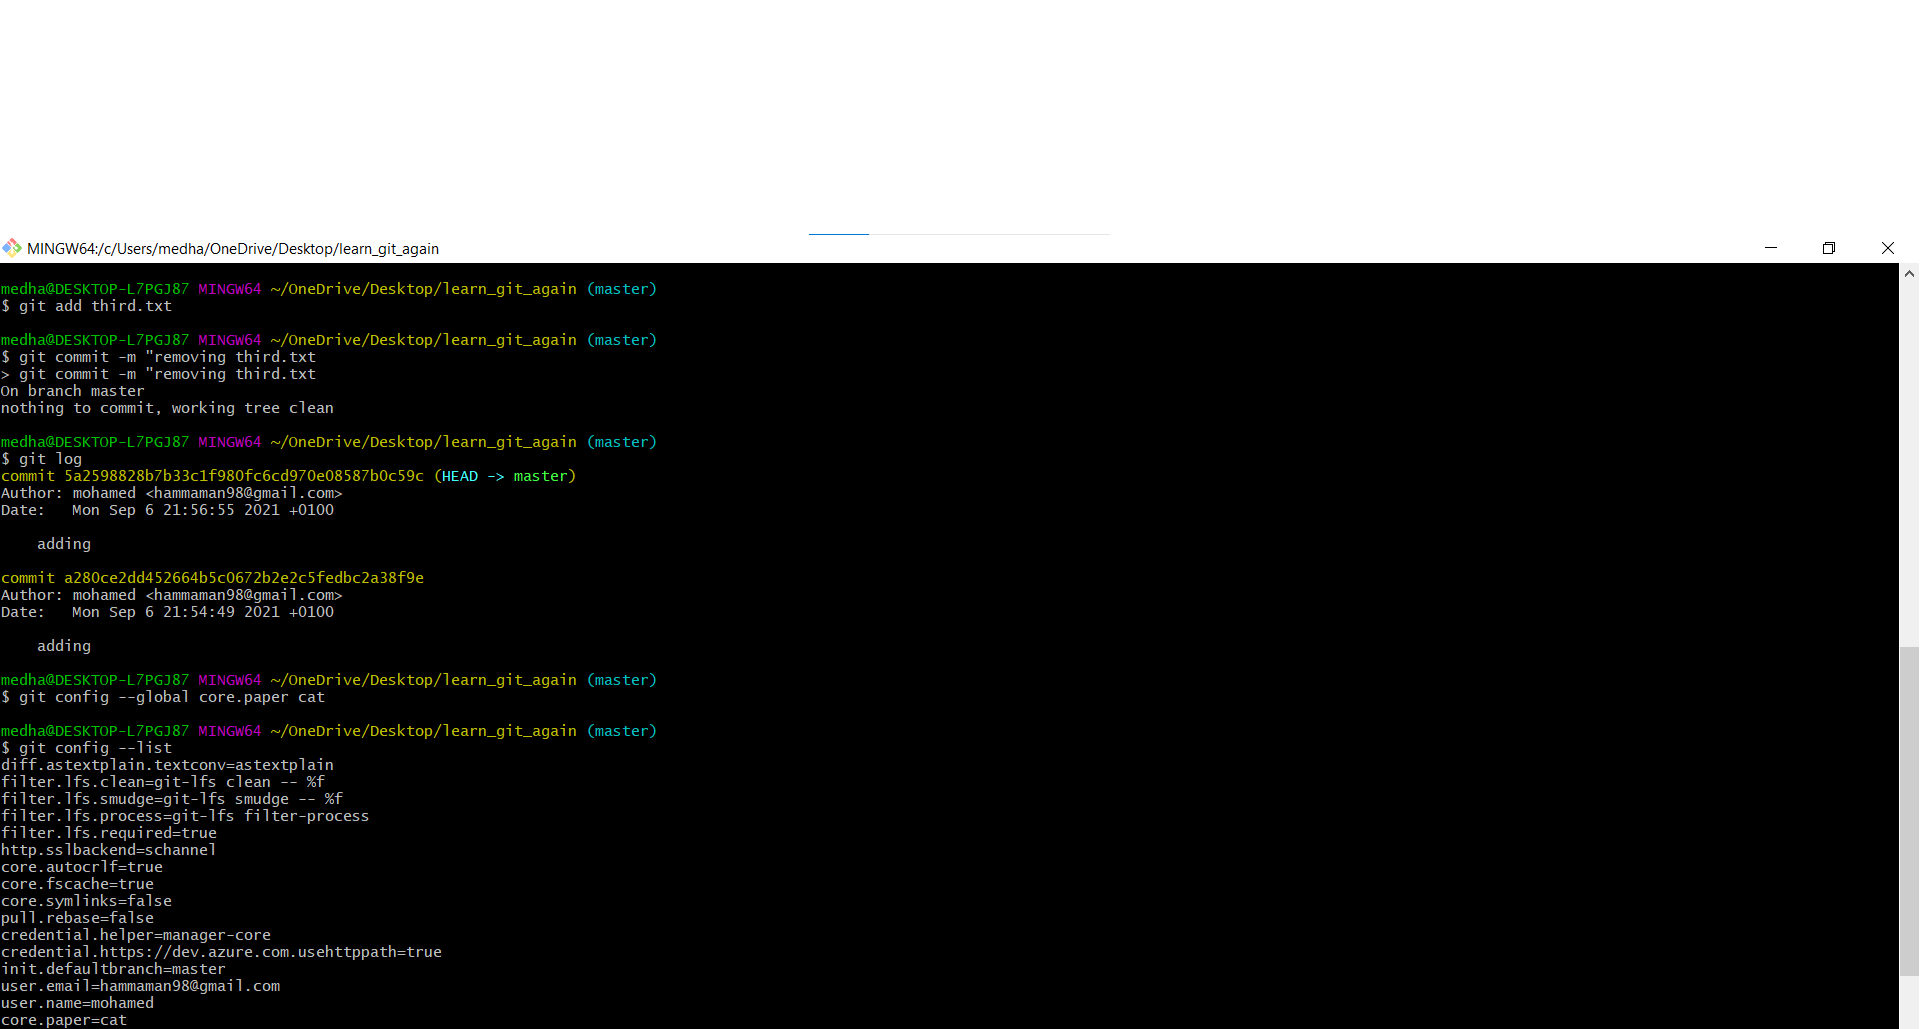 MINGW64:/c/Users/medha/OneDrive/Desktop/learn_git_again
medha@DESKTOP-L7PGJ87 MINGW64 ~/OneDrive/Desktop/learn_git_again (master)
$ git add third.txt
medha@DESKTOP-L7PGJ87 MINGW64 ~/OneDrive/Desktop/learn_git_again (master)
$ git commit -m "removing third.txt
> git commit -m "removing third.txt
On branch master
nothing to commit, working tree clean
medha@DESKTOP-L7PGJ87 MINGW64 ~/OneDrive/Desktop/learn_git_again (master)
$ git log
commit 5a2598828b7b33c1f980fc6cd970e08587b0c59c (HEAD -> master)
Author: mohamed <hammaman98@gmail.com>
Date:   Mon Sep 6 21:56:55 2021 +0100
adding
commit a280ce2dd452664b5c0672b2e2c5fedbc2a38f9e
Author: mohamed <hammaman98@gmail.com>
Date:   Mon Sep 6 21:54:49 2021 +0100
adding
medha@DESKTOP-L7PGJ87 MINGW64 ~/OneDrive/Desktop/learn_git_again (master)
$ git config --global core.paper cat
medha@DESKTOP-L7PGJ87 MINGW64 ~/OneDrive/Desktop/learn_git_again (master)
$ git config --list
diff.astextplain.textconv=astextplain
filter.lfs.clean=git-lfs clean -- %f
filter.lfs.smudge=git-lfs smudge -- %f
filter.lfs.process=git-lfs filter-process
filter.lfs.required=true
http.sslbackend=schannel
core.autocrlf=true
core.fscache=true
core.symlinks=false
pull.rebase=false
credential.helper=manager-core
credential.https://dev.azure.com.usehttppath=true
init.defaultbranch=master
user.email=hammaman98@gmail.com
user.name=mohamed
core.paper=cat